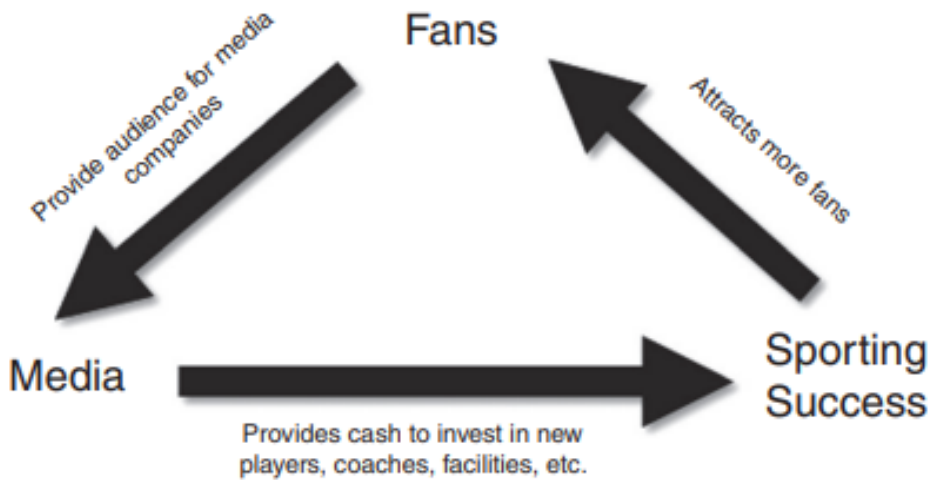 Fans
Provide audience for media
companies
Attracts more fans
Media
Sporting
Success
Provides cash to invest in new
players, coaches, facilities, etc.